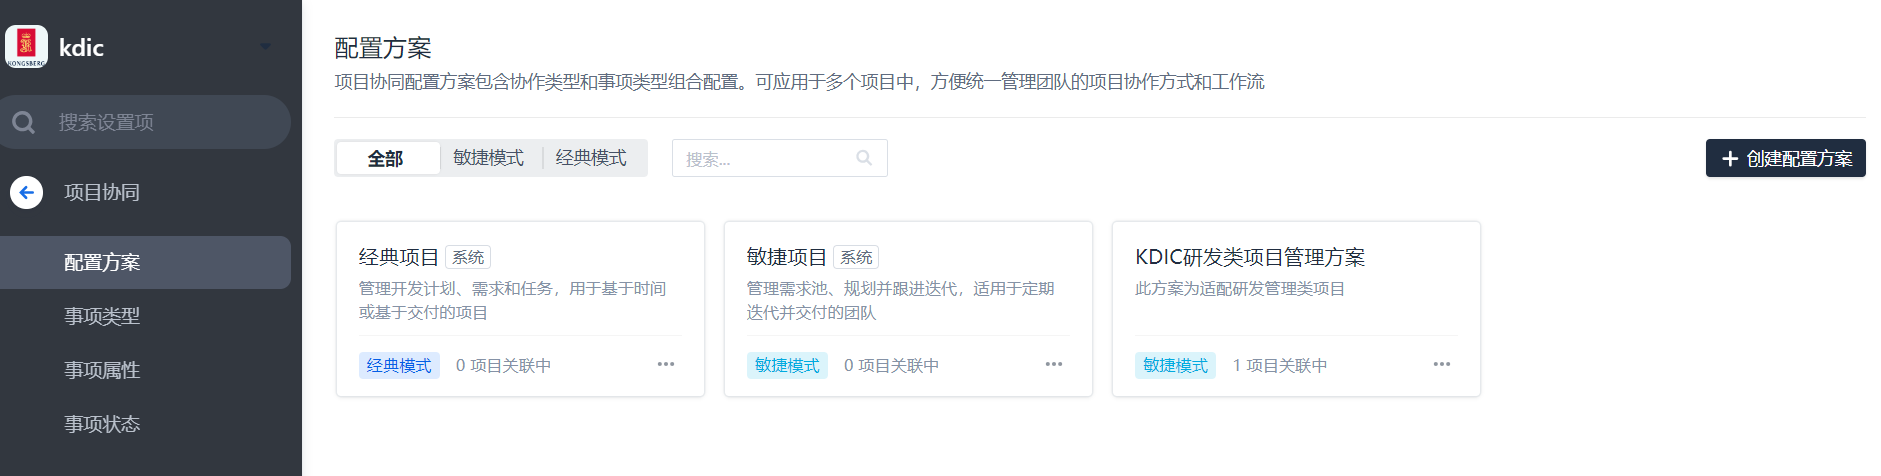 KONGSBERG
kdic
搜索设置项
项目协同
配置方案
事项类型
事项属性
事项状态
配置方案
项目协同配置方案包含协作类型和事项类型组合配置。可应用于多个项目中，方便统一管理团队的项目协作方式和工作流
全部 敏捷模式 经典模式
搜索...
创建配置方案
经典项目 系统
管理开发计划、需求和任务，用于基于时间
或基于交付的项目
经典模式 0 项目关联中
敏捷项目 系统
管理需求池、规划并跟进迭代，适用于定期
迭代并交付的团队
敏捷模式 0 项目关联中
KDIC研发类项目管理方案
此方案为适配研发管理类项目
敏捷模式 1 项目关联中